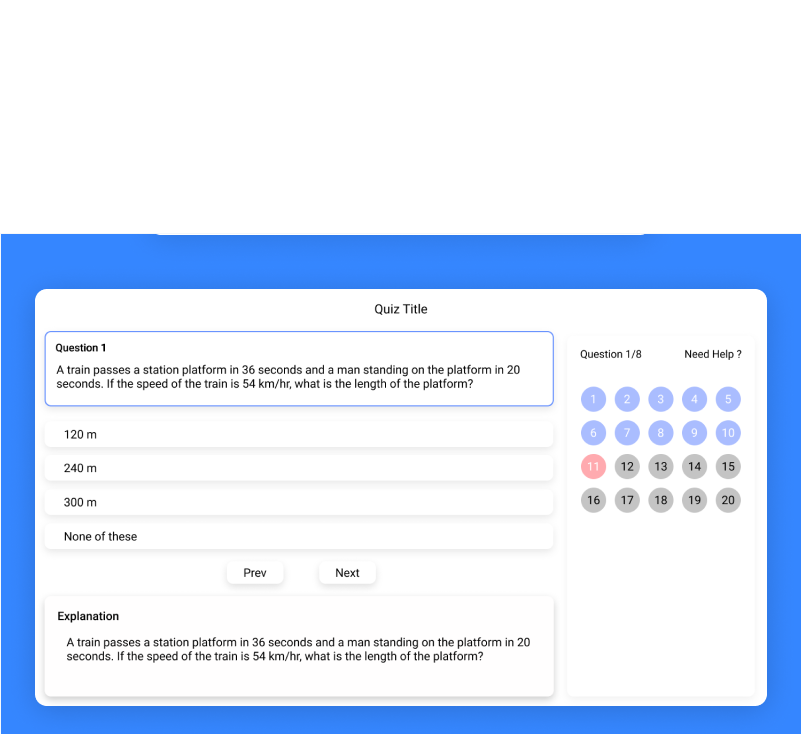 Quiz Title
Question 1
A train passes a station platform in 36 seconds and a man standing on the platform in 20
seconds. If the speed of the train is 54 km/hr, what is the length of the platform?
120 m
240 m
300 m
None of these
Prev Next
Explanation
A train passes a station platform in 36 seconds and a man standing on the platform in 20
seconds. If the speed of the train is 54 km/hr, what is the length of the platform?
Question 1/8 Need Help ?
1 2 3 4 5
6 7 8 9 10
11 12 13 14 15
16 17 18 19 20